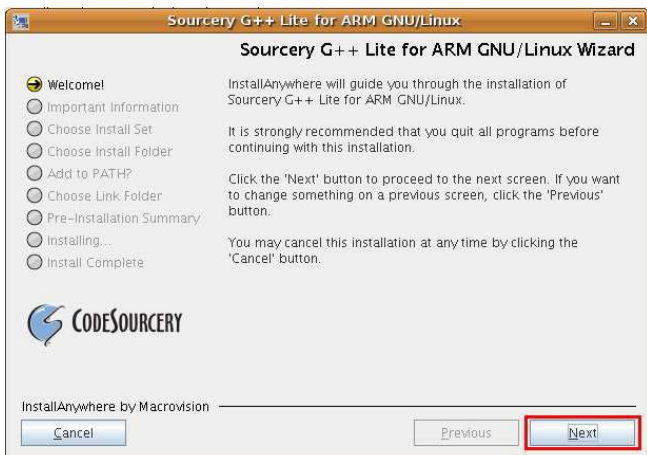 Sourcery G++ Lite for ARM GNU/Linux
Sourcery G++ Lite for ARM GNU/Linux Wizard
Welcome!
Important Information
Choose Install Set
Choose Install Folder
Add to PATH?
Choose Link Folder
Pre-Installation Summary
Installing...
Install Complete
InstallAnywhere will guide you through the installation of
Sourcery G++ Lite for ARM GNU/Linux.
It is strongly recommended that you quit all programs before
continuing with this installation.
Click the 'Next' button to proceed to the next screen. If you want
to change something on a previous screen, click the 'Previous'
button.
You may cancel this installation at any time by clicking the
'Cancel' button.
CODESOURCERY
InstallAnywhere by Macrovision
Cancel
Previous
Next